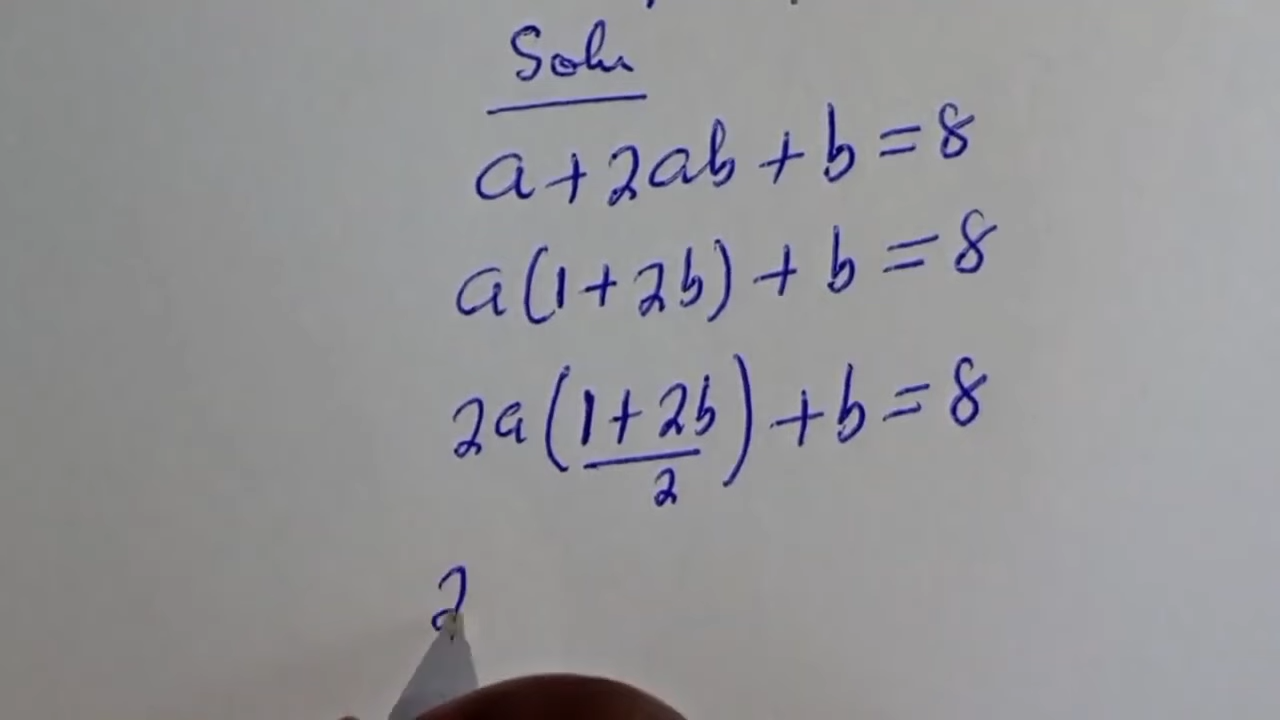 Soln
a + 2ab + b = 8
a(1 + 2b) + b = 8
2a((1 + 2b)/2) + b = 8
2